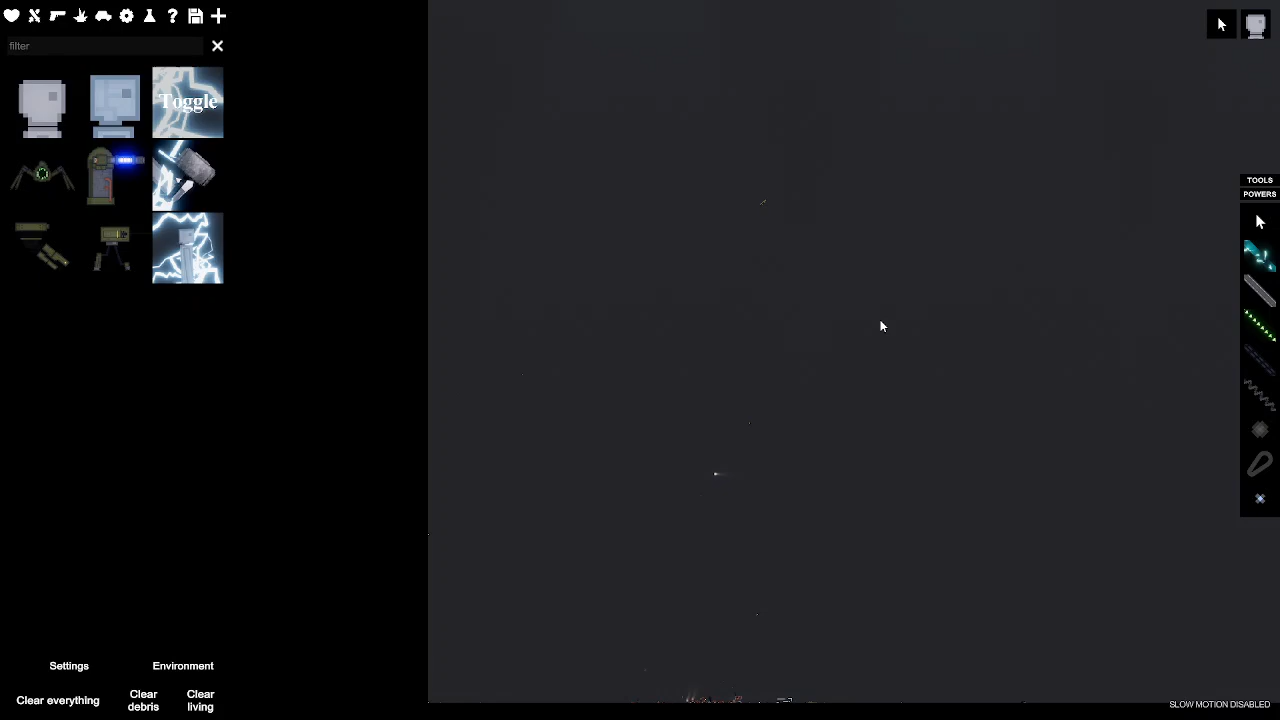 filter
Toggle
TOOLS
POWERS
Settings
Environment
Clear everything
Clear
debris
Clear
living
SLOW MOTION DISABLED